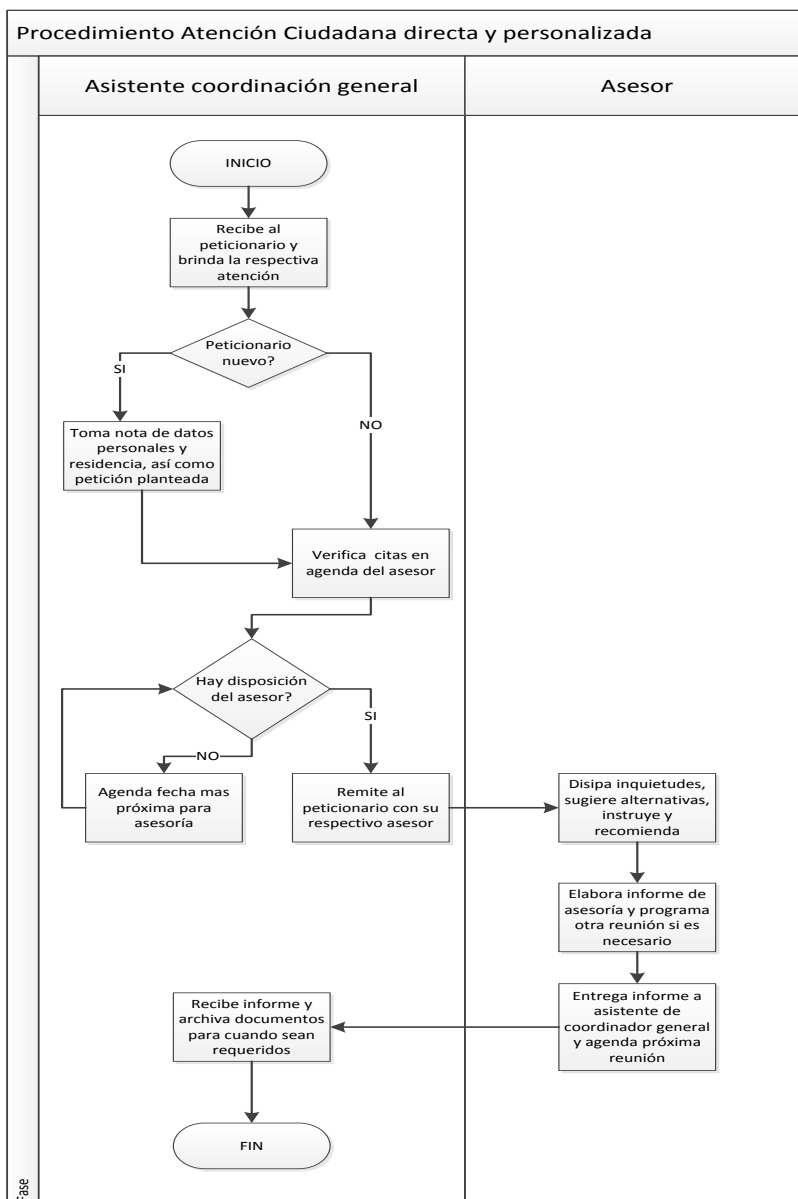 Procedimiento Atención Ciudadana directa y personalizada
Asistente coordinación general
Asesor
INICIO
Recibe al
peticionario y
brinda la respectiva
atención
Peticionario
nuevo?
SI
NO
Toma nota de datos
personales y
residencia, así como
petición planteada
Verifica  citas en
agenda del asesor
Hay disposición
del asesor?
SI
NO
Agenda fecha mas
próxima para
asesoría
Remite al
peticionario con su
respectivo asesor
Disipa inquietudes,
sugiere alternativas,
instruye y
recomienda
Elabora informe de
asesoría y programa
otra reunión si es
necesario
Entrega informe a
asistente de
coordinador general
y agenda próxima
reunión
Recibe informe y
archiva documentos
para cuando sean
requeridos
FIN
Fase